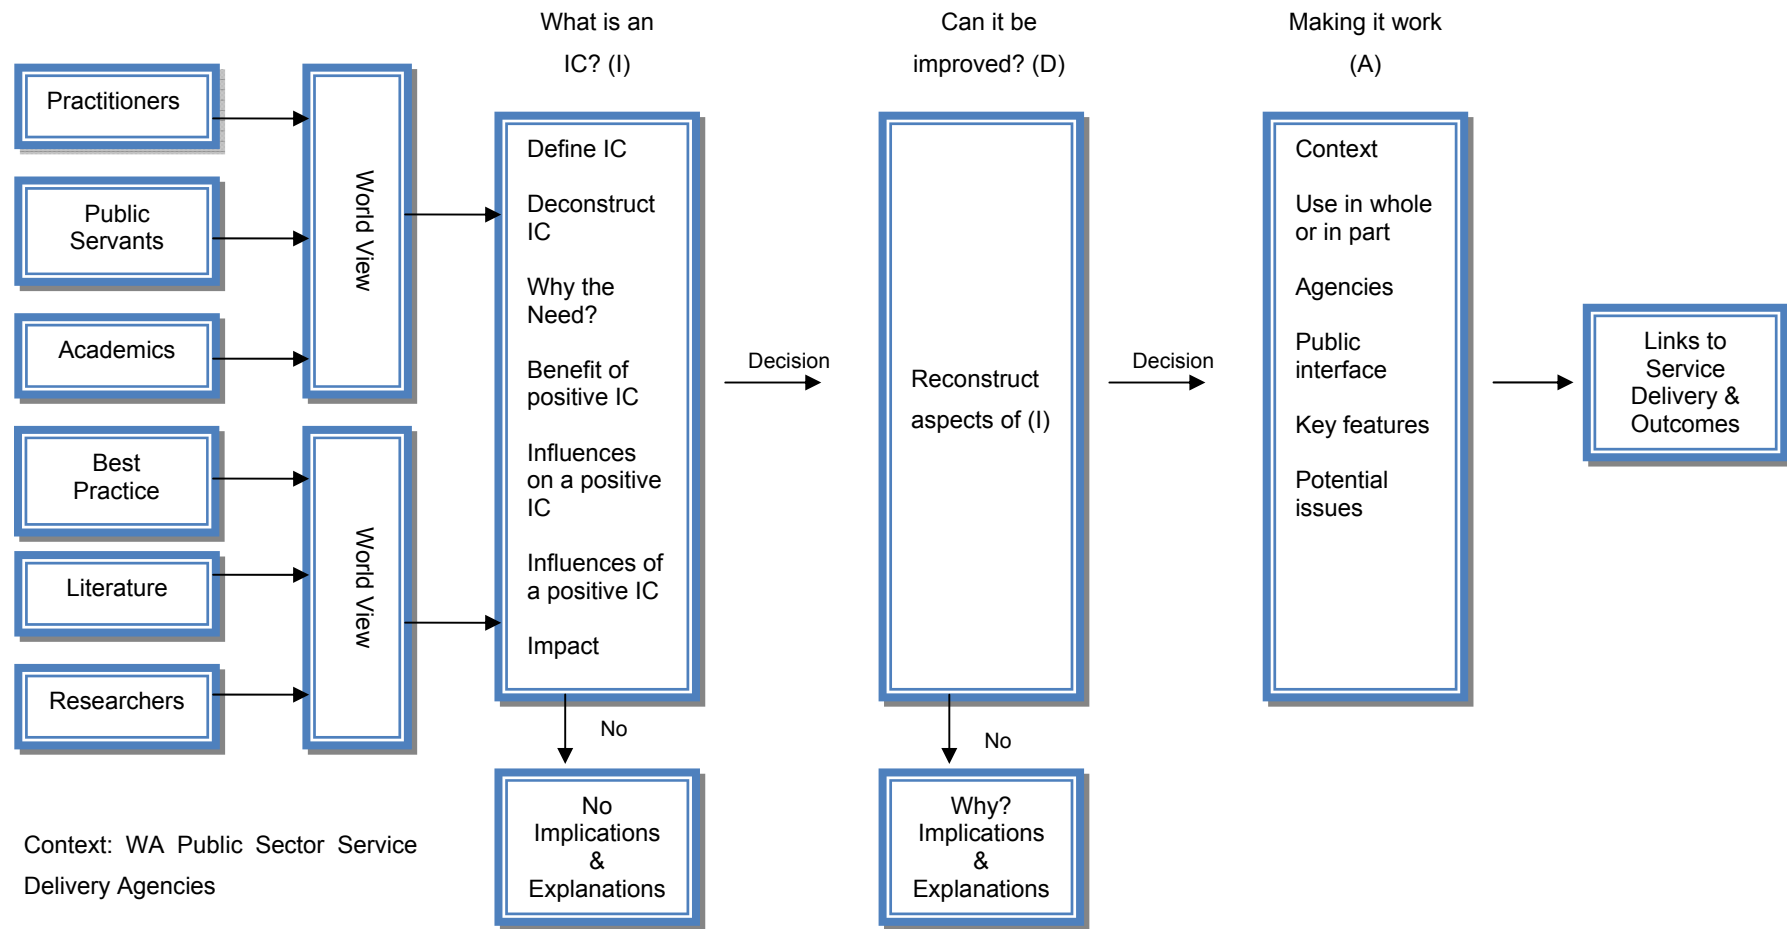 What is an
IC? (I)
Can it be
improved? (D)
Making it work
(A)
Practitioners
Public
Servants
Academics
Best
Practice
Literature
Researchers
World View
World View
Define IC
Deconstruct
IC
Why the
Need?
Benefit of
positive IC
Influences
on a positive
IC
Influences of
a positive IC
Impact
Decision
Reconstruct
aspects of (I)
Decision
Context
Use in whole
or in part
Agencies
Public
interface
Key features
Potential
issues
Links to
Service
Delivery &
Outcomes
No
No
Implications
&
Explanations
No
Why?
Implications
&
Explanations
Context: WA Public Sector Service
Delivery Agencies